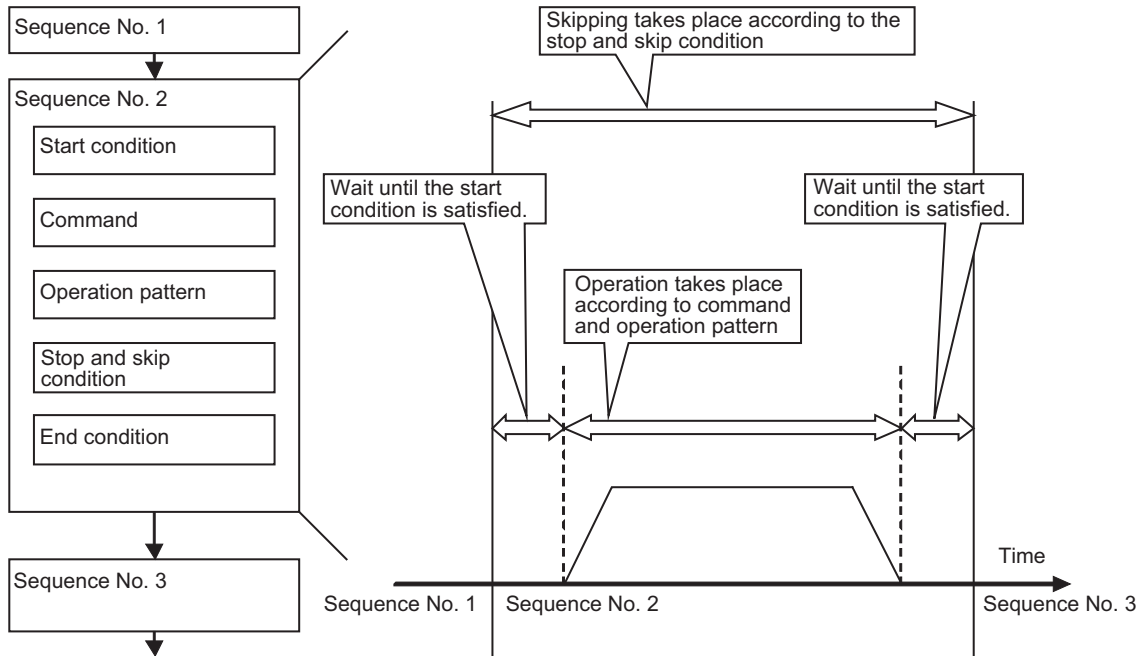 Sequence No. 1
Sequence No. 2
Start condition
Command
Operation pattern
Stop and skip
condition
End condition
Sequence No. 3
Skipping takes place according to the
stop and skip condition
Wait until the start
condition is satisfied.
Wait until the start
condition is satisfied.
Operation takes place
according to command
and operation pattern
Time
Sequence No. 1
Sequence No. 2
Sequence No. 3